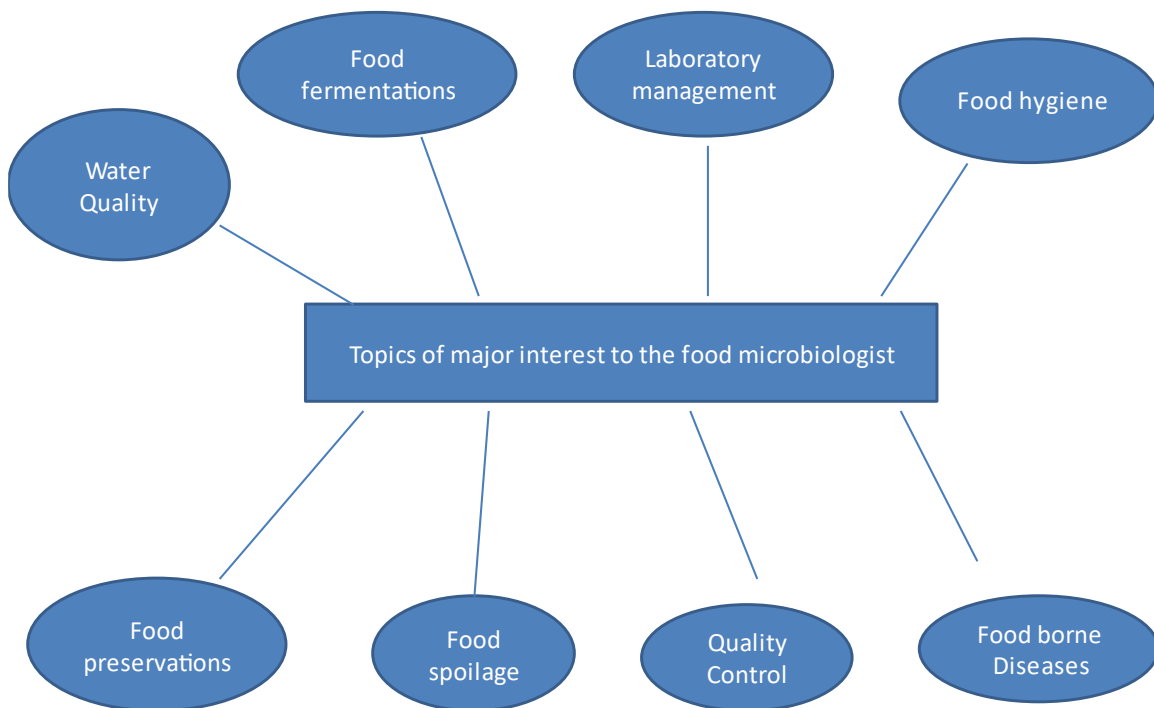 Food
fermentations
Laboratory
management
Food hygiene
Water
Quality
Topics of major interest to the food microbiologist
Food
preservations
Food
spoilage
Quality
Control
Food borne
Diseases